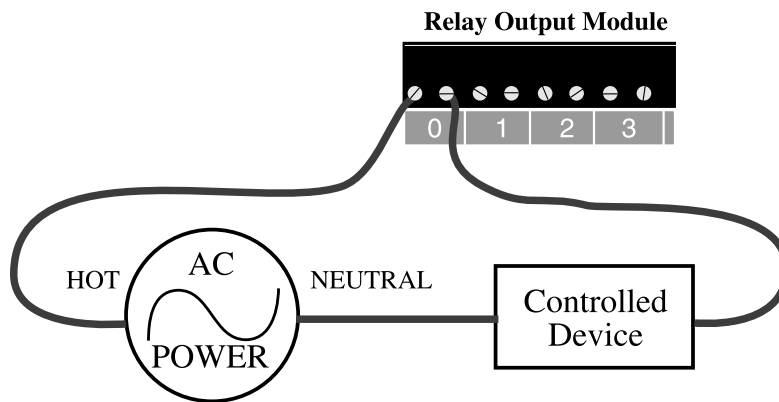 Relay Output Module
0 1 2 3
AC
HOT
NEUTRAL
POWER
Controlled
Device